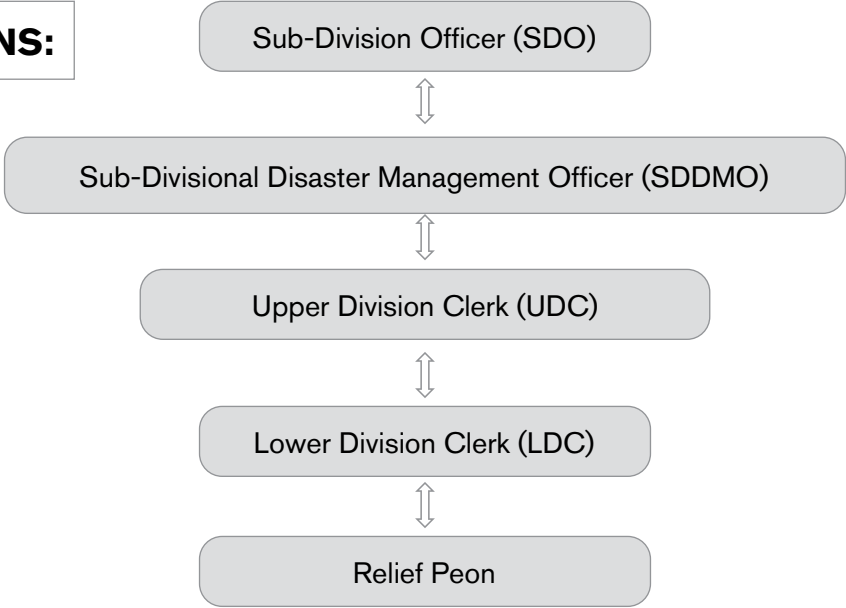 NS:
Sub-Division Officer (SDO)
Sub-Divisional Disaster Management Officer (SDDMO)
Upper Division Clerk (UDC)
Lower Division Clerk (LDC)
Relief Peon